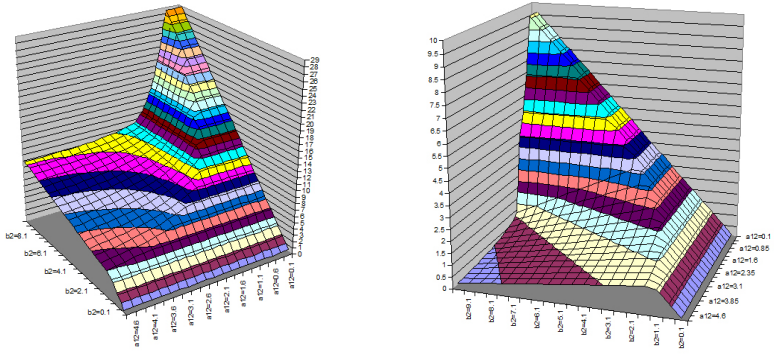 29
28
27
26
25
24
23
22
21
20
19
18
17
16
15
14
13
12
11
10
9
8
7
6
5
4
3
2
1
0
b2=8.1
b2=6.1
b2=4.1
b2=2.1
b2=0.1
a12=4.6
a12=4.1
a12=3.6
a12=3.1
a12=2.6
a12=2.1
a12=1.6
a12=1.1
a12=0.6
a12=0.1
10
9.5
9
8.5
8
7.5
7
6.5
6
5.5
5
4.5
4
3.5
3
2.5
2
1.5
1
0.5
0
b2=9.1
b2=8.1
b2=7.1
b2=6.1
b2=5.1
b2=4.1
b2=3.1
b2=2.1
b2=1.1
b2=0.1
a12=0.1
a12=0.85
a12=1.6
a12=2.35
a12=3.1
a12=3.85
a12=4.6